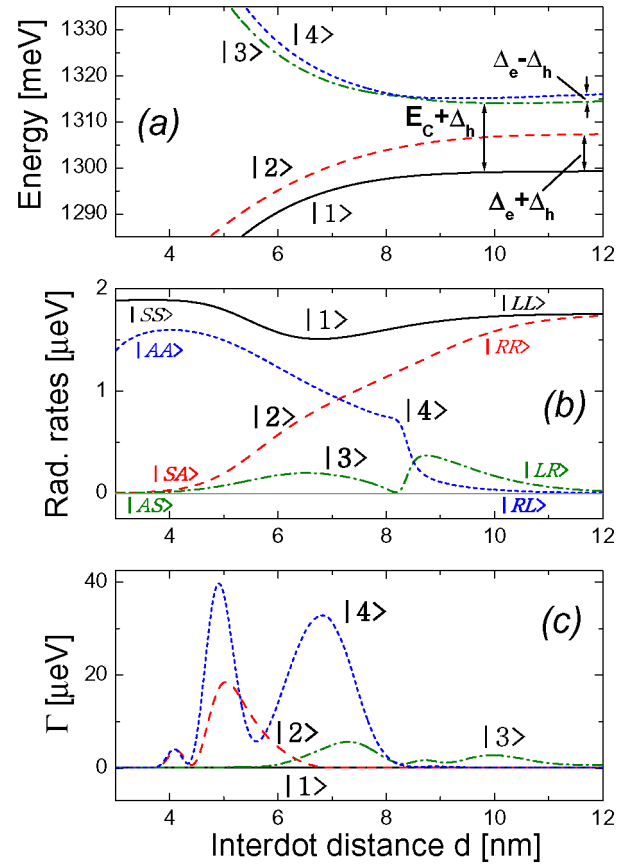 1330
1320
1310
1300
1290
Energy [meV]
(a)
|4>
|3>
|2>
|1>
Δe-Δh
EC+Δh
Δe+Δh
4 6 8 10 12
2
1
0
Rad. rates [μeV]
|SS> |1> |LL>
|AA> |RR>
|2> |4> (b)
|SA> |3> |LR>
|AS> |RL>
4 6 8 10 12
40
20
0
Γ [μeV]
(c)
|4>
|2> |3>
|1>
4 6 8 10 12
Interdot distance d [nm]